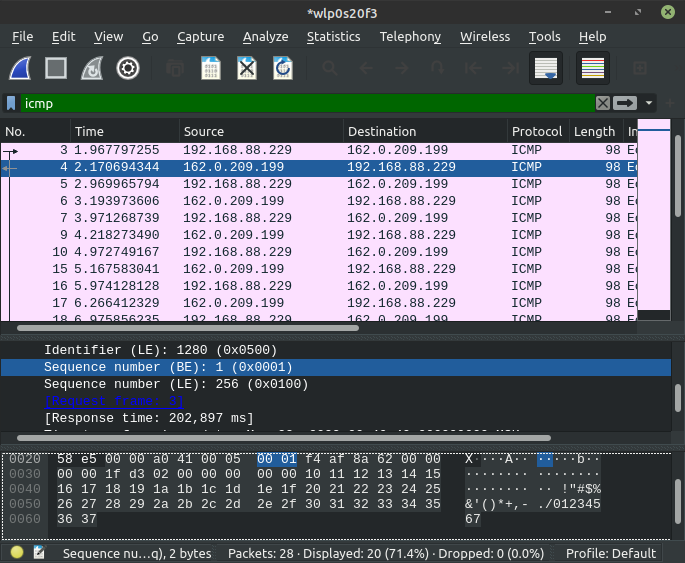 *wlp0s20f3
File Edit View Go Capture Analyze Statistics Telephony Wireless Tools Help
icmp
No. Time Source Destination Protocol Length In
3 1.967797255 192.168.88.229 162.0.209.199 ICMP 98 Ec
4 2.170694344 162.0.209.199 192.168.88.229 ICMP 98 Ec
5 2.969965794 192.168.88.229 162.0.209.199 ICMP 98 Ec
6 3.193973606 162.0.209.199 192.168.88.229 ICMP 98 Ec
7 3.971268739 192.168.88.229 162.0.209.199 ICMP 98 Ec
9 4.218273490 162.0.209.199 192.168.88.229 ICMP 98 Ec
10 4.972749167 192.168.88.229 162.0.209.199 ICMP 98 Ec
15 5.167583041 162.0.209.199 192.168.88.229 ICMP 98 Ec
16 5.974128128 192.168.88.229 162.0.209.199 ICMP 98 Ec
17 6.266412329 162.0.209.199 192.168.88.229 ICMP 98 Ec
18 6.975856235 192.168.88.229 162.0.209.199 ICMP 98 Ec
Identifier (LE): 1280 (0x0500)
Sequence number (BE): 1 (0x0001)
Sequence number (LE): 256 (0x0100)
[Request frame: 3]
[Response time: 202,897 ms]
0020 58 e5 00 00 a0 41 00 05 00 01 f4 af 8a 62 00 00 X····A·· ·····b··
0030 00 00 1f d3 02 00 00 00 00 00 10 11 12 13 14 15 ········ ········
0040 16 17 18 19 1a 1b 1c 1d 1e 1f 20 21 22 23 24 25 ········ ·· !"#$%
0050 26 27 28 29 2a 2b 2c 2d 2e 2f 30 31 32 33 34 35 &'()*+,- ./012345
0060 36 37 67
Sequence nu…q), 2 bytes Packets: 28 · Displayed: 20 (71.4%) · Dropped: 0 (0.0%) Profile: Default